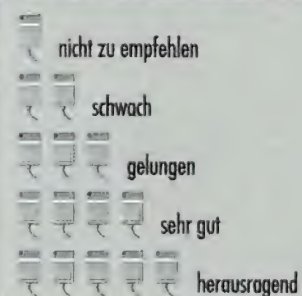 nicht zu empfehlen
schwach
gelungen
sehr gut
herausragend